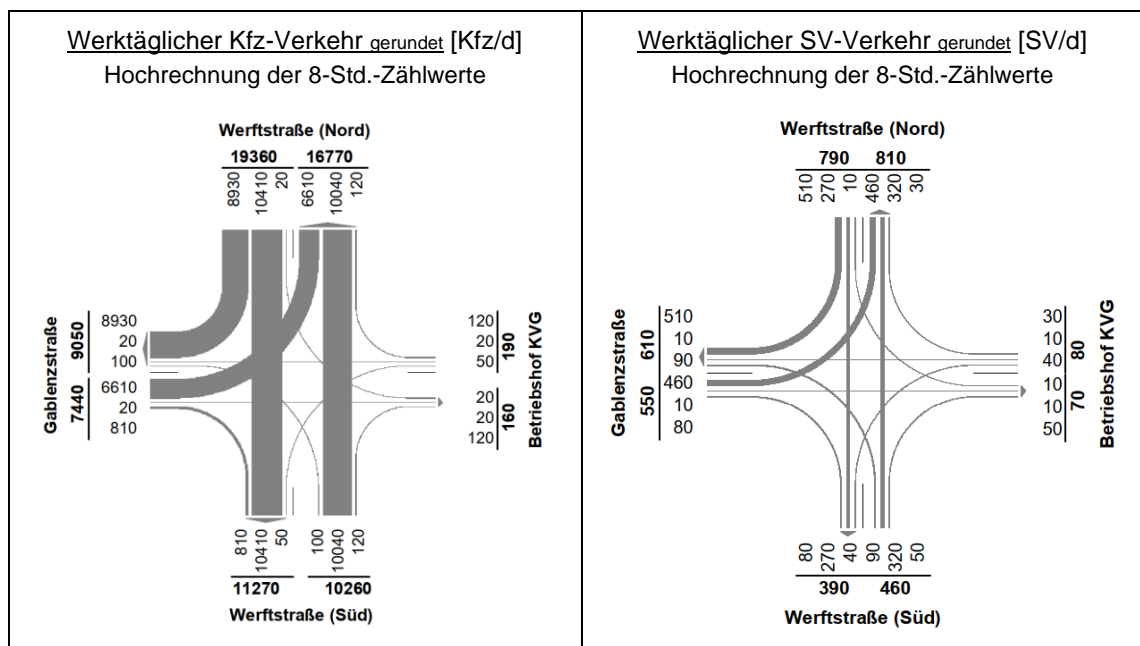 Werktäglicher Kfz-Verkehr gerundet [Kfz/d]
Hochrechnung der 8-Std.-Zählwerte
Werftstraße (Nord)
19360 16770
8930 10410 20 6610 10040 120
Gablenzstraße
9050
8930
20
100
7440
6610
20
810
120
20
50
190
20
20
120
160
Betriebshof KVG
810 10410 50 100 10040 120
11270 10260
Werftstraße (Süd)
Werktäglicher SV-Verkehr gerundet [SV/d]
Hochrechnung der 8-Std.-Zählwerte
Werftstraße (Nord)
790 810
510 270 10 460 320 30
Gablenzstraße
610
510
10
90
550
460
10
80
30
10
40
80
10
10
50
70
Betriebshof KVG
80 270 40 90 320 50
390 460
Werftstraße (Süd)